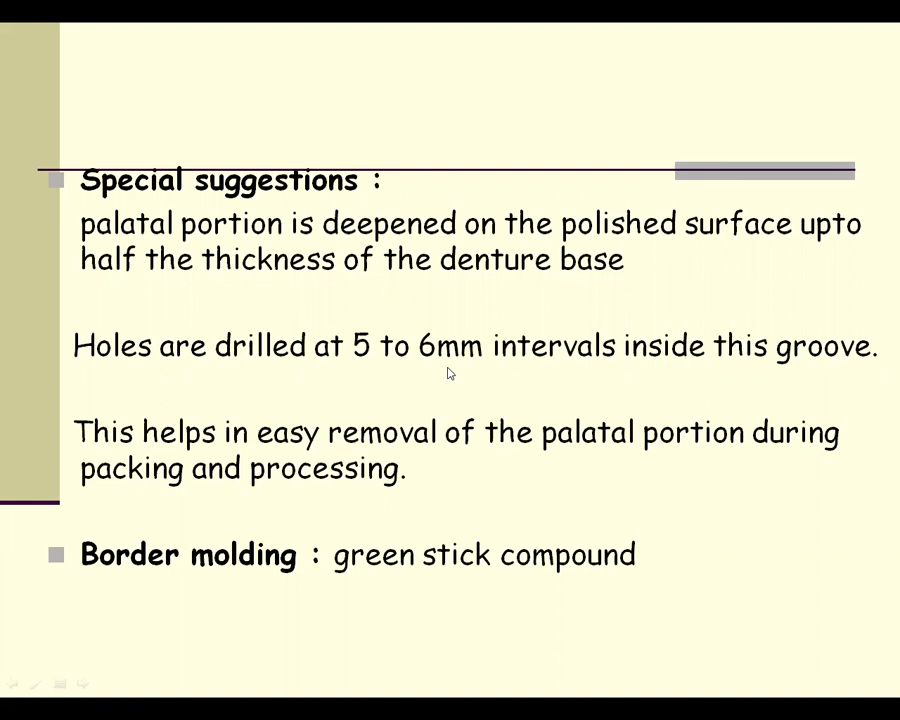 Special suggestions :
palatal portion is deepened on the polished surface upto
half the thickness of the denture base
Holes are drilled at 5 to 6mm intervals inside this groove.
This helps in easy removal of the palatal portion during
packing and processing.
Border molding : green stick compound